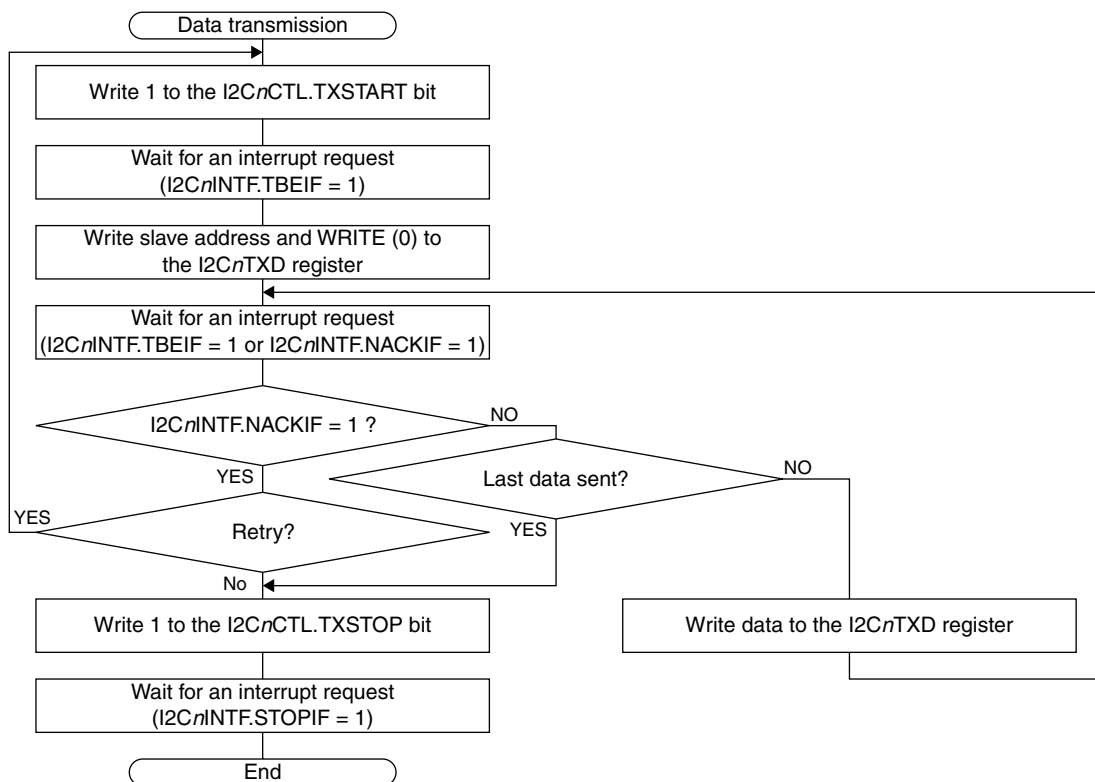 Data transmission
Write 1 to the I2CnCTL.TXSTART bit
Wait for an interrupt request
(I2CnINTF.TBEIF = 1)
Write slave address and WRITE (0) to
the I2CnTXD register
Wait for an interrupt request
(I2CnINTF.TBEIF = 1 or I2CnINTF.NACKIF = 1)
I2CnINTF.NACKIF = 1 ?
NO
YES
Last data sent?
NO
YES
Retry?
YES
No
Write 1 to the I2CnCTL.TXSTOP bit
Write data to the I2CnTXD register
Wait for an interrupt request
(I2CnINTF.STOPIF = 1)
End